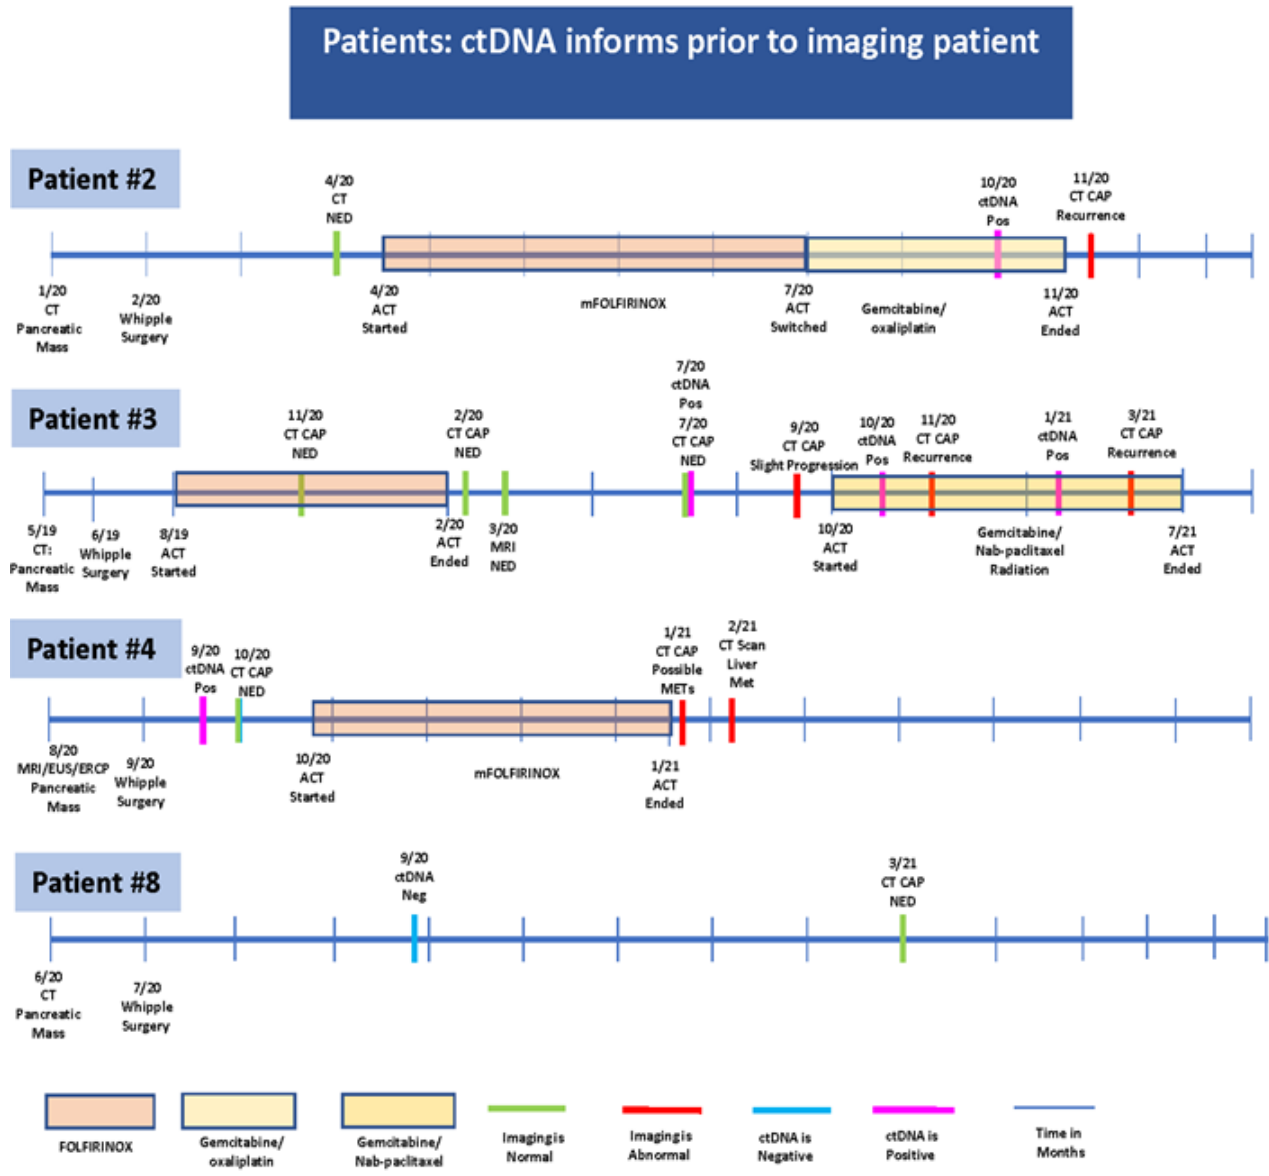 Patients: ctDNA informs prior to imaging patient
Patient #2
4/20
CT
NED
10/20
ctDNA
Pos
11/20
CT CAP
Recurrence
1/20
CT
Pancreatic
Mass
2/20
Whipple
Surgery
4/20
ACT
Started
mFOLFIRINOX
7/20
ACT
Switched
Gemcitabine/
oxaliplatin
11/20
ACT
Ended
Patient #3
11/20
CT CAP
NED
2/20
CT CAP
NED
7/20
ctDNA
Pos
7/20
CT CAP
NED
9/20
CT CAP
Slight Progression
10/20
ctDNA
Pos
11/20
CT CAP
Recurrence
1/21
ctDNA
Pos
3/21
CT CAP
Recurrence
5/19
CT:
Pancreatic
Mass
6/19
Whipple
Surgery
8/19
ACT
Started
2/20
ACT
Ended
3/20
MRI
NED
10/20
ACT
Started
Gemcitabine/
Nab-paclitaxel
Radiation
7/21
ACT
Ended
Patient #4
9/20
ctDNA
Pos
10/20
CT CAP
NED
1/21
CT CAP
Possible
METs
2/21
CT Scan
Liver
Met
8/20
MRI/EUS/ERCP
Pancreatic
Mass
9/20
Whipple
Surgery
10/20
ACT
Started
mFOLFIRINOX
1/21
ACT
Ended
Patient #8
9/20
ctDNA
Neg
3/21
CT CAP
NED
6/20
CT
Pancreatic
Mass
7/20
Whipple
Surgery
FOLFIRINOX
Gemcitabine/
oxaliplatin
Gemcitabine/
Nab-paclitaxel
Imaging is
Normal
Imaging is
Abnormal
ctDNA is
Negative
ctDNA is
Positive
Time in
Months